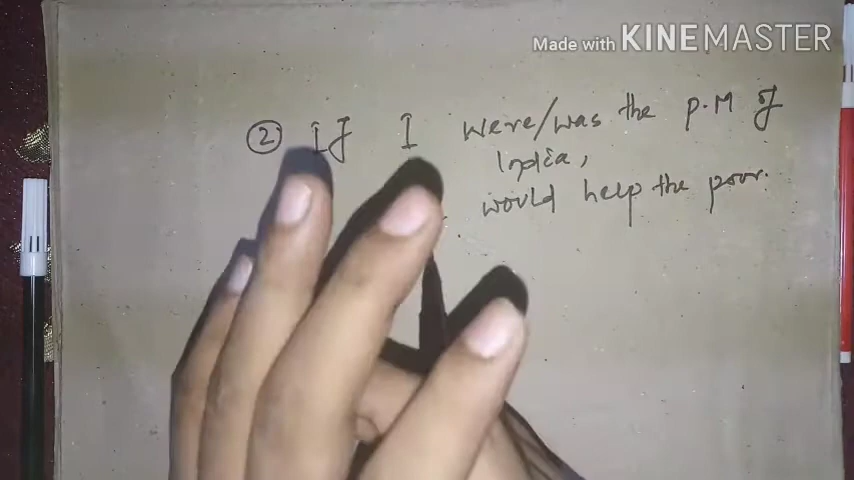 Made with KINEMASTER
② If I were/was the P.M of
India,
would help the poor.